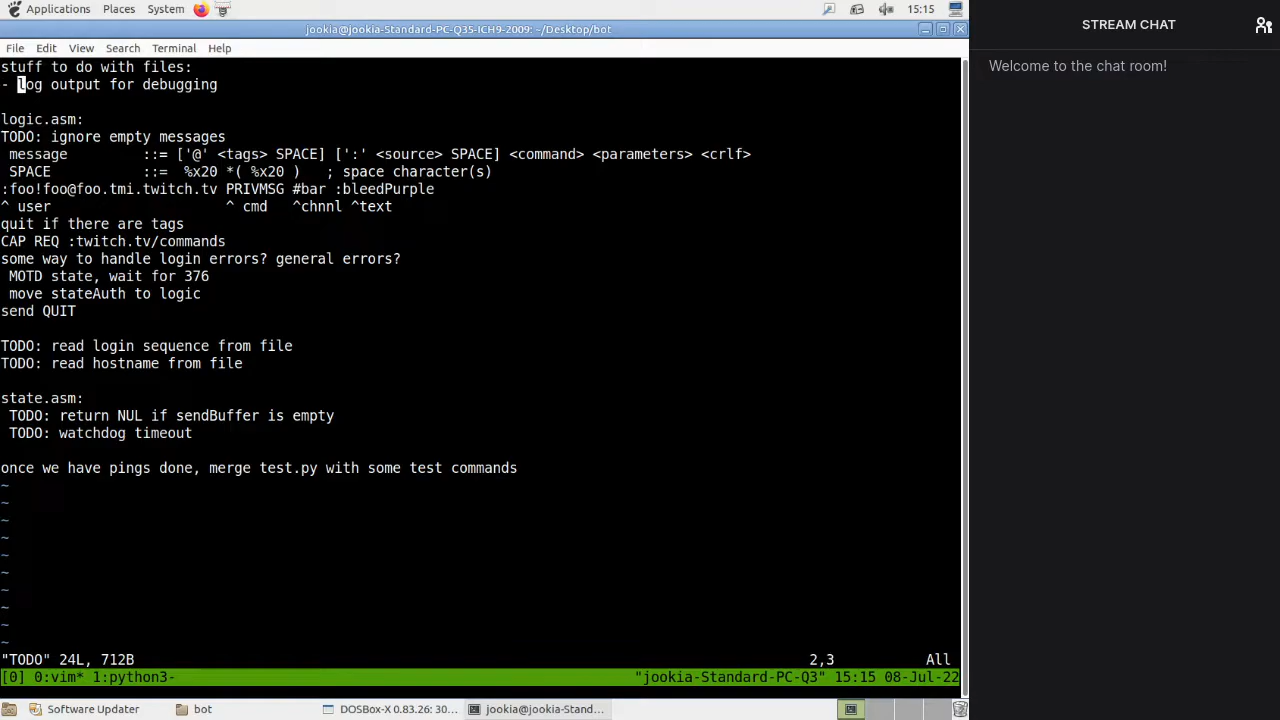 Applications Places System 15:15
jookia@jookia-Standard-PC-Q35-ICH9-2009: ~/Desktop/bot
File Edit View Search Terminal Help
stuff to do with files:
- log output for debugging
logic.asm:
TODO: ignore empty messages
message ::= ['@' <tags> SPACE] [':' <source> SPACE] <command> <parameters> <crlf>
SPACE ::= %x20 *( %x20 ) ; space character(s)
:foo!foo@foo.tmi.twitch.tv PRIVMSG #bar :bleedPurple
^ user ^ cmd ^chnnl ^text
quit if there are tags
CAP REQ :twitch.tv/commands
some way to handle login errors? general errors?
MOTD state, wait for 376
move stateAuth to logic
send QUIT
TODO: read login sequence from file
TODO: read hostname from file
state.asm:
TODO: return NUL if sendBuffer is empty
TODO: watchdog timeout
once we have pings done, merge test.py with some test commands
~
~
~
~
~
~
~
~
~
~
"TODO" 24L, 712B 2,3 All
[0] 0:vim* 1:python3- "jookia-Standard-PC-Q3" 15:15 08-Jul-22
Software Updater bot DOSBox-X 0.83.26: 30... jookia@jookia-Stand...
STREAM CHAT
Welcome to the chat room!